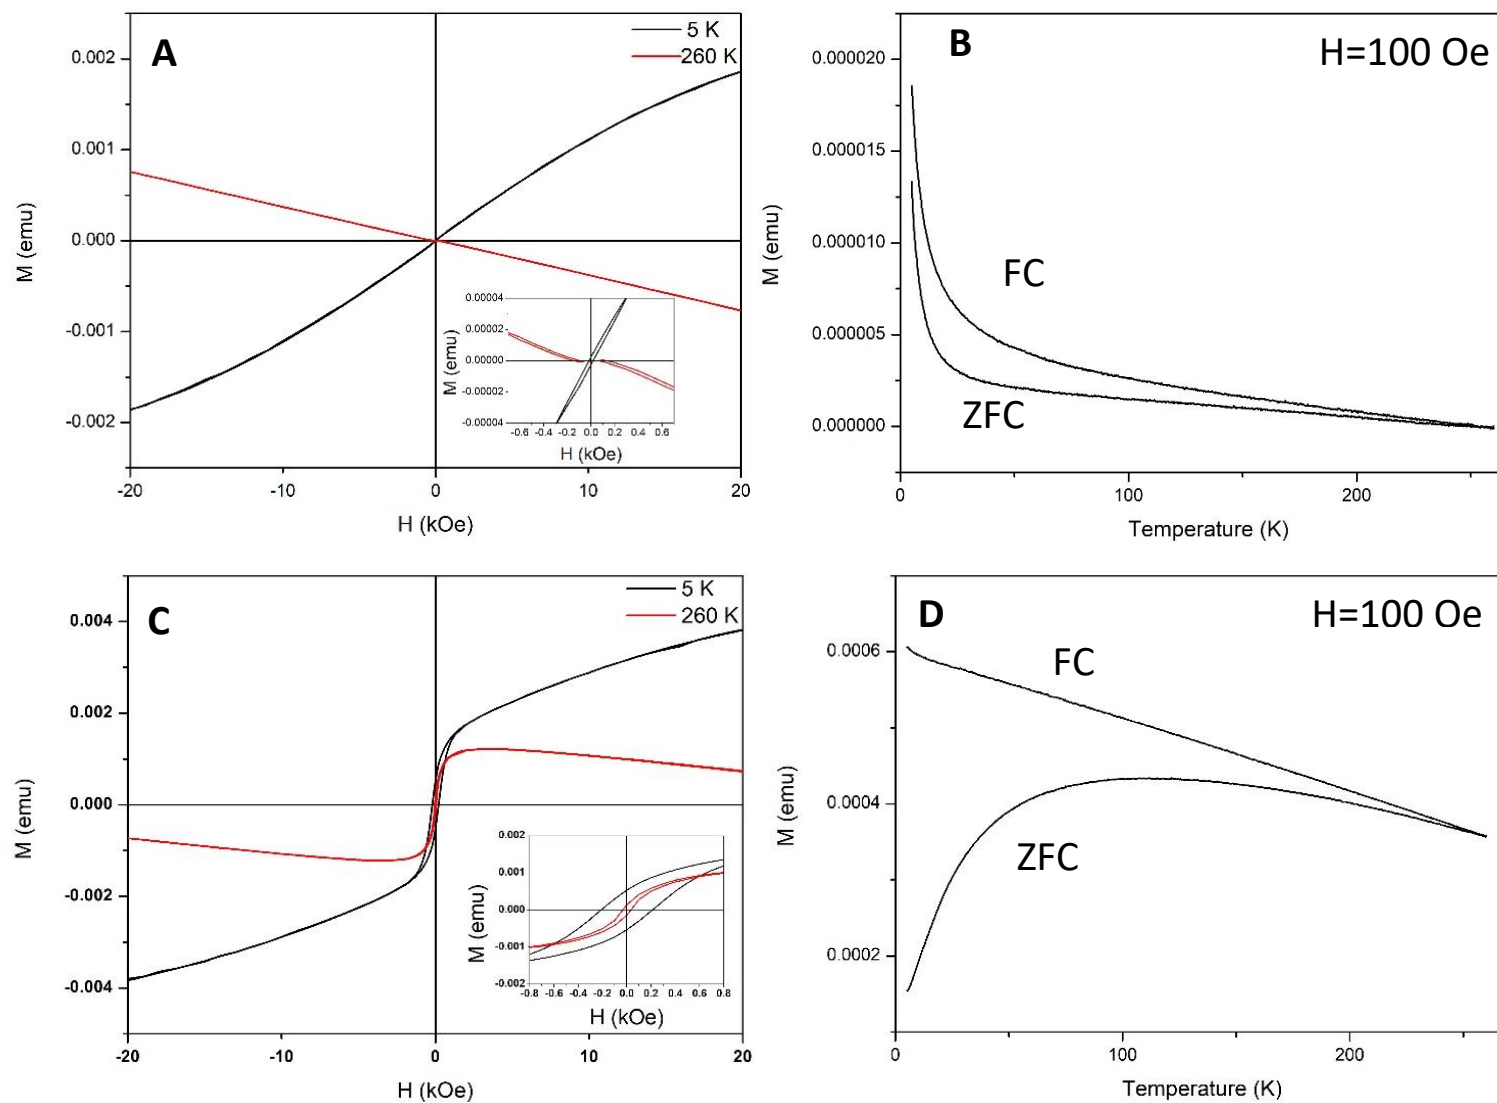 A
5 K
260 K
0.002
0.001
0.000
-0.001
-0.002
M (emu)
-20
-10
0
10
20
H (kOe)
0.00004
0.00002
0.00000
-0.00002
-0.00004
M (emu)
-0.6
-0.4
-0.2
0.0
0.2
0.4
0.6
H (kOe)
B
H=100 Oe
0.000020
0.000015
0.000010
0.000005
0.000000
M (emu)
FC
ZFC
0
100
200
Temperature (K)
C
5 K
260 K
0.004
0.002
0.000
-0.002
-0.004
M (emu)
-20
-10
0
10
20
H (kOe)
0.002
0.001
0.000
-0.001
-0.002
M (emu)
-0.8
-0.6
-0.4
-0.2
0.0
0.2
0.4
0.6
0.8
H (kOe)
D
H=100 Oe
0.0006
0.0004
0.0002
M (emu)
FC
ZFC
0
100
200
Temperature (K)